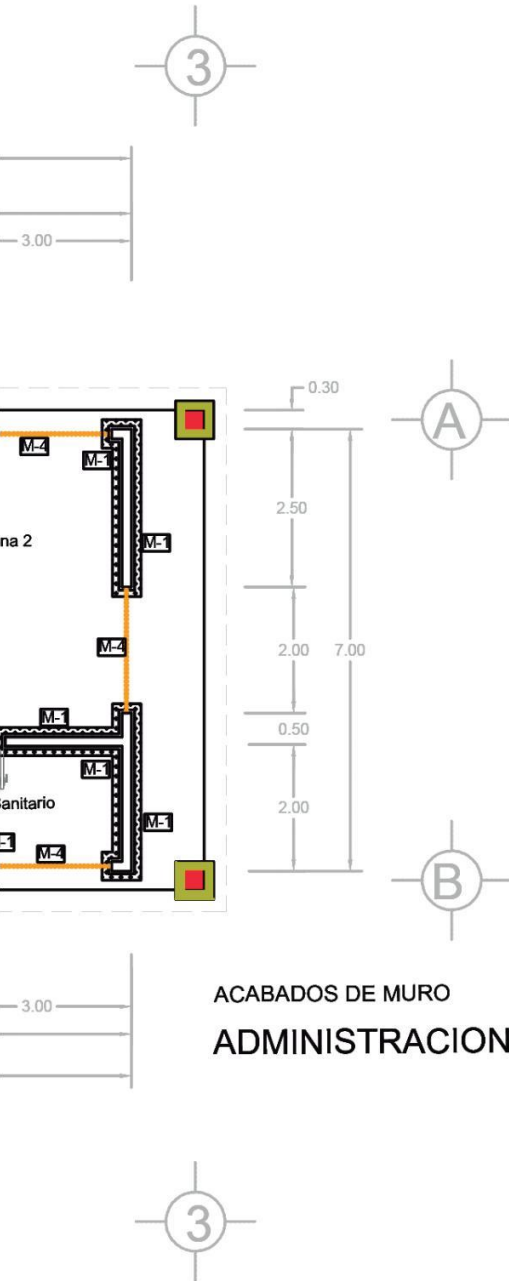 3
3.00
0.30
A
M-4
M-1
2.50
na 2
M-1
M-4
2.00
7.00
M-1
0.50
M-1
anitario
2.00
M-1
-1
M-4
B
3.00
ACABADOS DE MURO
ADMINISTRACION
3